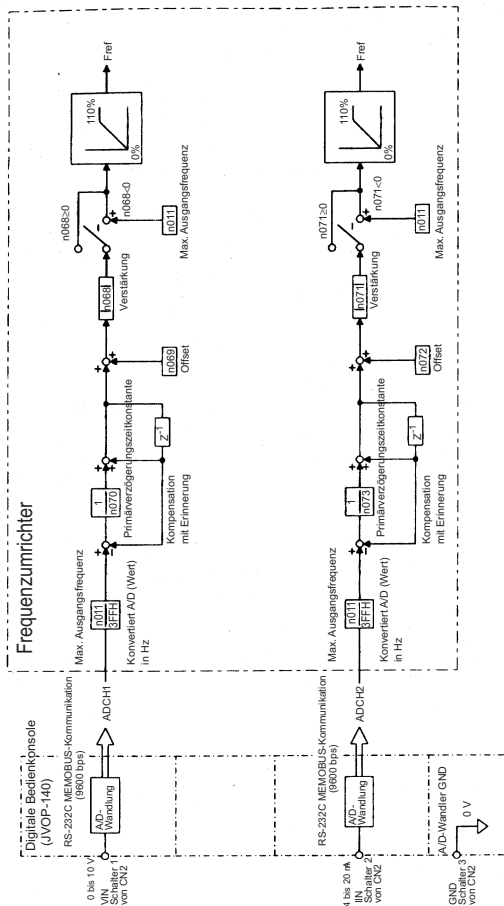 Digitale Bedienkonsole
(JVOP-140)
RS-232C MEMOBUS-Kommunikation
(9600 bps)
0 bis 10 V
VIN
Schalter 1
von CN2
A/D-
Wandlung
ADCH1
Frequenzumrichter
Max. Ausgangsfrequenz
n011
3FFH
Konvertiert A/D (Wert)
in Hz
+
-
1
n070
Primärverzögerungszeitkonstante
+
+
Z-1
Kompensation
mit Erinnerung
+
+
n069
Offset
|n068|
Verstärkung
n068≥0
n068<0
-
+
n011
Max. Ausgangsfrequenz
110%
0%
Fref
RS-232C MEMOBUS-Kommunikation
(9600 bps)
4 bis 20 mA
IIN
Schalter 2
von CN2
A/D-
Wandlung
ADCH2
Max. Ausgangsfrequenz
n011
3FFH
Konvertiert A/D (Wert)
in Hz
+
-
1
n073
Primärverzögerungszeitkonstante
+
+
Z-1
Kompensation
mit Erinnerung
+
+
n072
Offset
|n071|
Verstärkung
n071≥0
n071<0
-
+
n011
Max. Ausgangsfrequenz
110%
0%
Fref
A/D-Wandler GND
GND
Schalter 3
von CN2
0 V